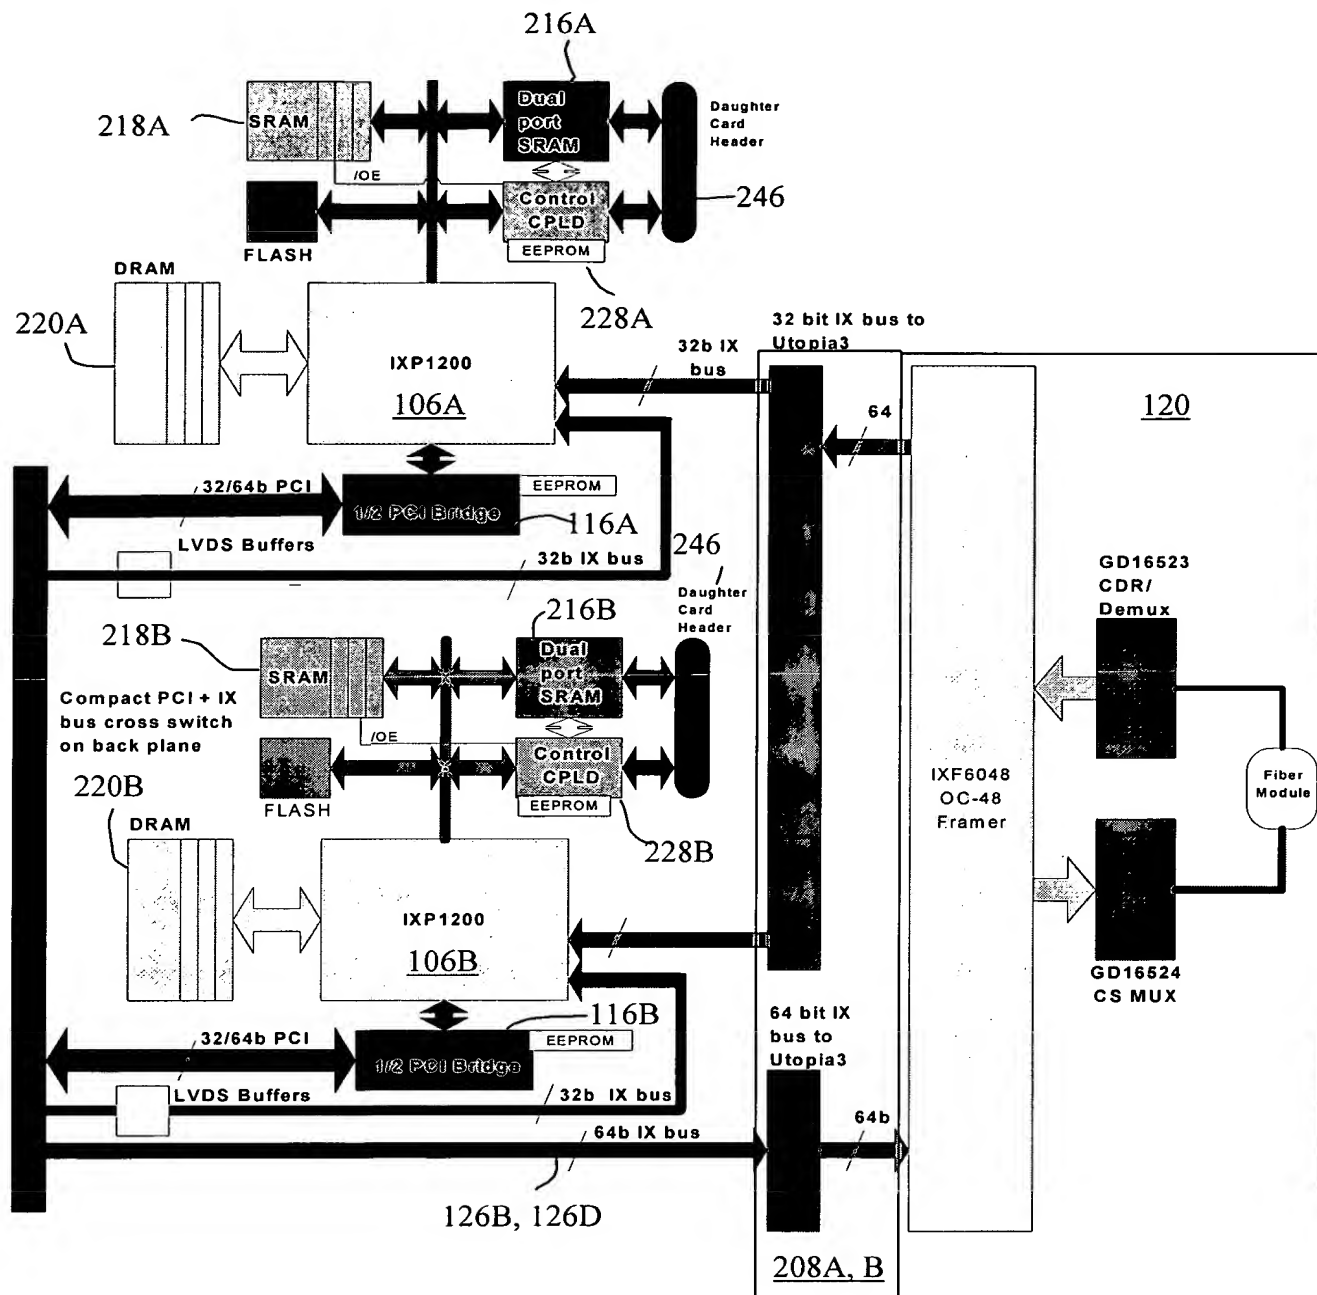 216A
218A
SRAM
Dual
port
SRAM
Daughter
Card
Header
/OE
246
Control
CPLD
FLASH
EEPROM
DRAM
228A
220A
32 bit IX bus to
Utopia3
IXP1200
32b IX
bus
106A
64
120
32/64b PCI
EEPROM
1/2 PCI Bridge
116A
LVDS Buffers
32b IX bus
246
GD16523
CDR/
Demux
Daughter
Card
Header
216B
218B
SRAM
Dual
port
SRAM
Compact PCI + IX
bus cross switch
on back plane
/OE
Control
CPLD
FLASH
EEPROM
IXF6048
OC-48
Framer
Fiber
Module
220B
DRAM
228B
IXP1200
106B
GD16524
CS MUX
116B
64 bit IX
bus to
Utopia3
32/64b PCI
EEPROM
1/2 PCI Bridge
LVDS Buffers
32b IX bus
64b IX bus
64b
126B, 126D
208A, B